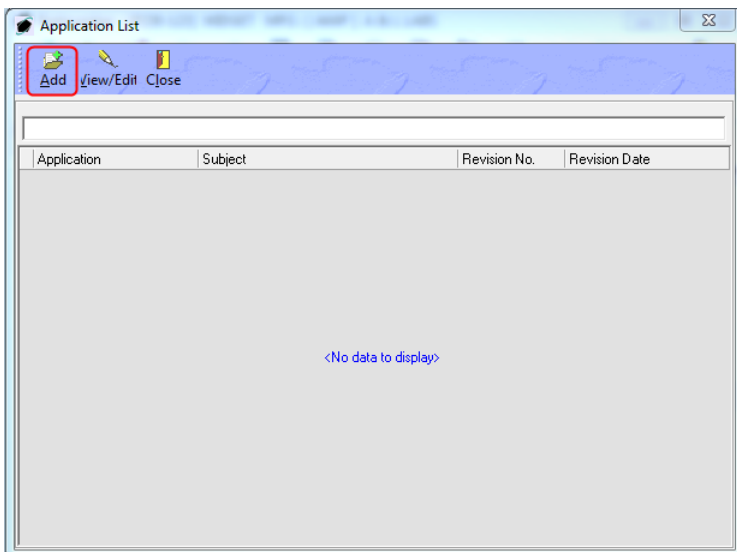 Application List
Add View/Edit Close
Application Subject Revision No. Revision Date
<No data to display>